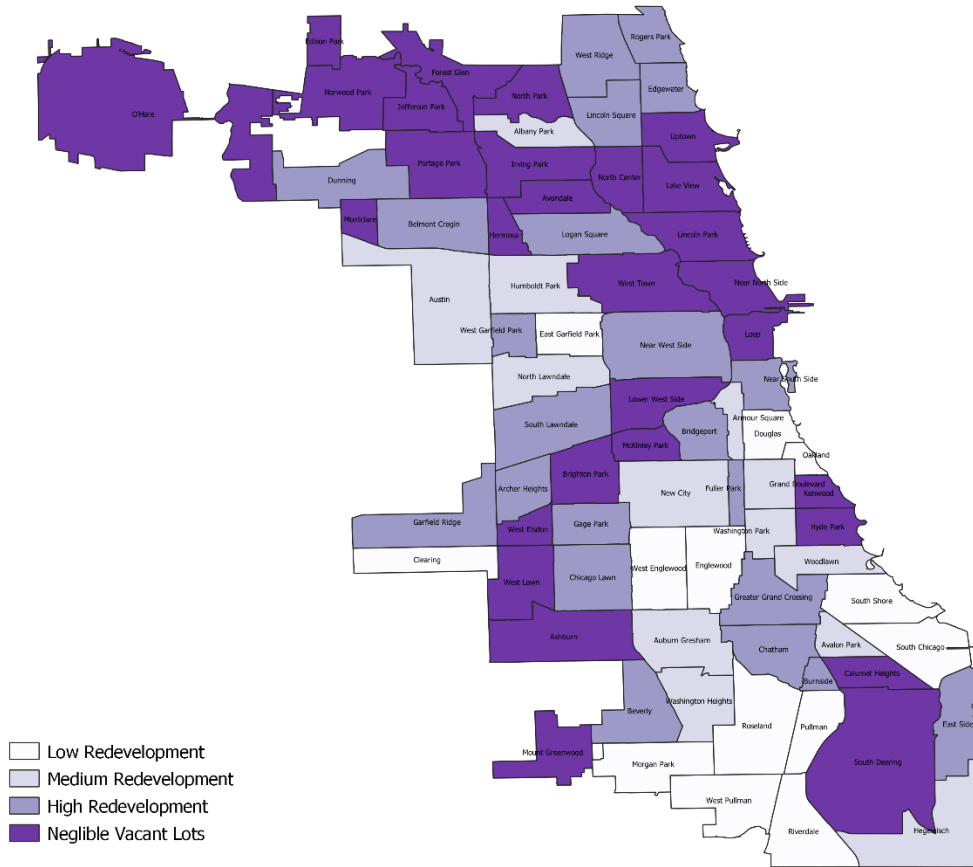 Rogers Park
Edison Park
West Ridge
Forest Glen
Norwood Park
North Park
Edgewater
Jefferson Park
O'Hare
Lincoln Square
Albany Park
Uptown
Portage Park
Irving Park
North Center
Dunning
Lake View
Avondale
Montclare
Belmont Cragin
Hermosa
Logan Square
Lincoln Park
West Town
Near North Side
Humboldt Park
Austin
West Garfield Park
East Garfield Park
Loop
Near West Side
North Lawndale
Near South Side
Lower West Side
Armour Square
South Lawndale
Bridgeport
Douglas
McKinley Park
Oakland
Brighton Park
Archer Heights
Fuller Park
Grand Boulevard
New City
Kenwood
Garfield Ridge
Gage Park
West Elsdon
Washington Park
Hyde Park
Clearing
West Englewood
Englewood
Woodlawn
West Lawn
Chicago Lawn
Greater Grand Crossing
South Shore
Ashburn
Auburn Gresham
Chatham
Avalon Park
South Chicago
Burnside
Calumet Heights
Washington Heights
Beverly
Roseland
Pullman
East Side
Mount Greenwood
Morgan Park
South Deering
West Pullman
Riverdale
Hegewisch
Low Redevelopment
Medium Redevelopment
High Redevelopment
Neglible Vacant Lots